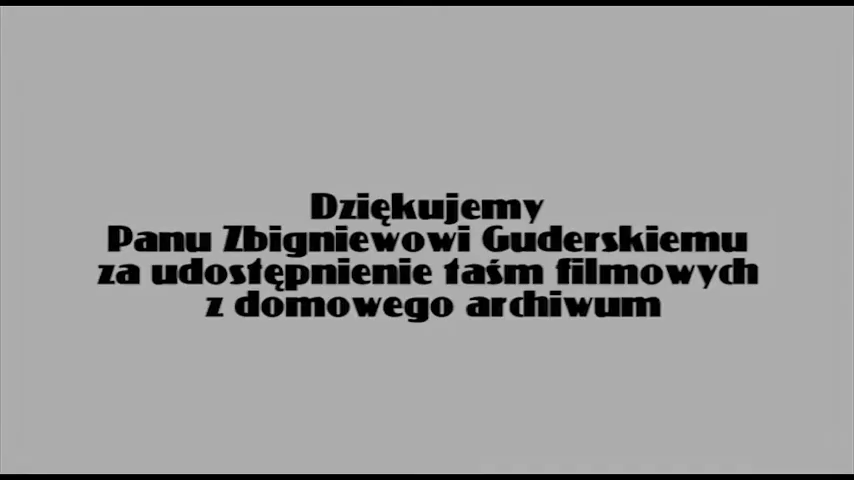 Dziękujemy
Panu Zbigniewowi Guderskiemu
za udostępnienie taśm filmowych
z domowego archiwum